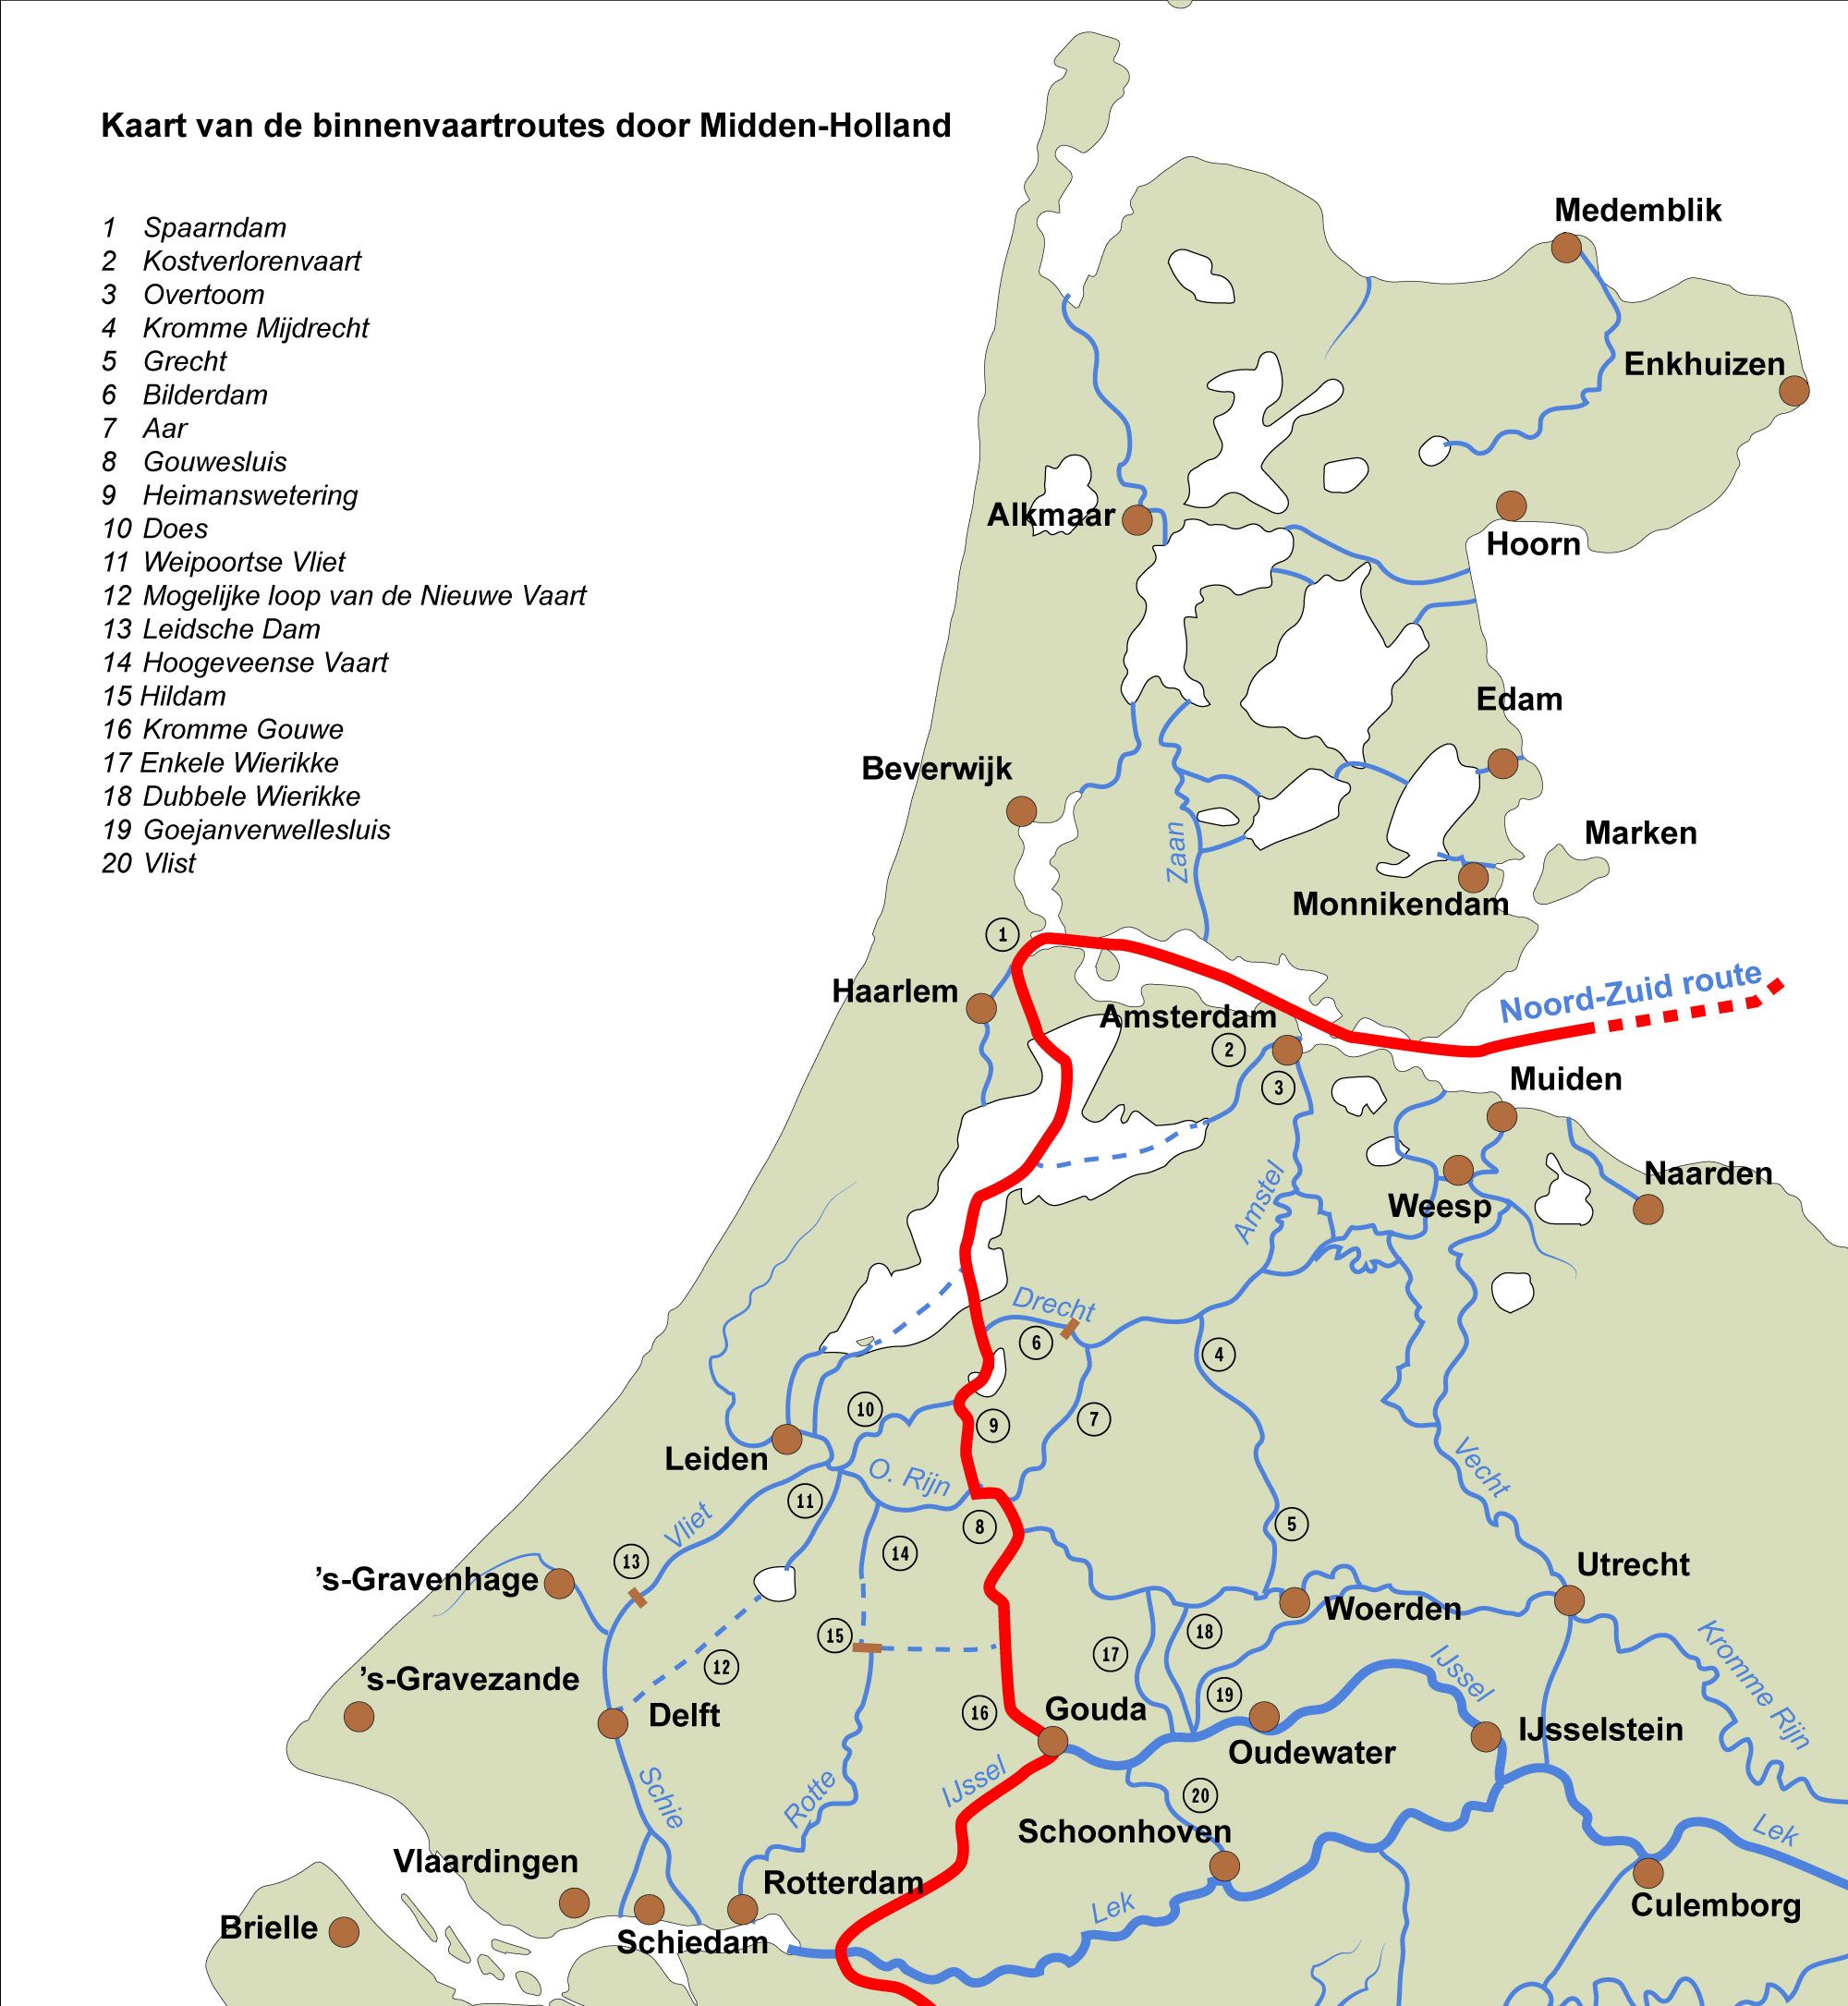 Kaart van de binnenvaartroutes door Midden-Holland
1 Spaarndam
2 Kostverlorenvaart
3 Overtoom
4 Kromme Mijdrecht
5 Grecht
6 Bilderdam
7 Aar
8 Gouwesluis
9 Heimanswetering
10 Does
11 Weipoortse Vliet
12 Mogelijke loop van de Nieuwe Vaart
13 Leidsche Dam
14 Hoogeveense Vaart
15 Hildam
16 Kromme Gouwe
17 Enkele Wierikke
18 Dubbele Wierikke
19 Goejanverwellesluis
20 Vlist
Medemblik
Enkhuizen
Alkmaar
Hoorn
Edam
Beverwijk
Marken
Zaan
Monnikendam
1
Haarlem
Noord-Zuid route
Amsterdam
2
3
Muiden
Naarden
Weesp
Amstel
Drecht
6
4
10
9
7
Leiden
O. Rijn
Vecht
11
Vliet
8
5
14
13
's-Gravenhage
Utrecht
Woerden
15
18
17
12
Kromme Rijn
's-Gravezande
IJssel
19
16
Gouda
Delft
IJsselstein
Oudewater
Schie
Rotte
IJssel
20
Schoonhoven
Lek
Vlaardingen
Rotterdam
Culemborg
Lek
Brielle
Schiedam